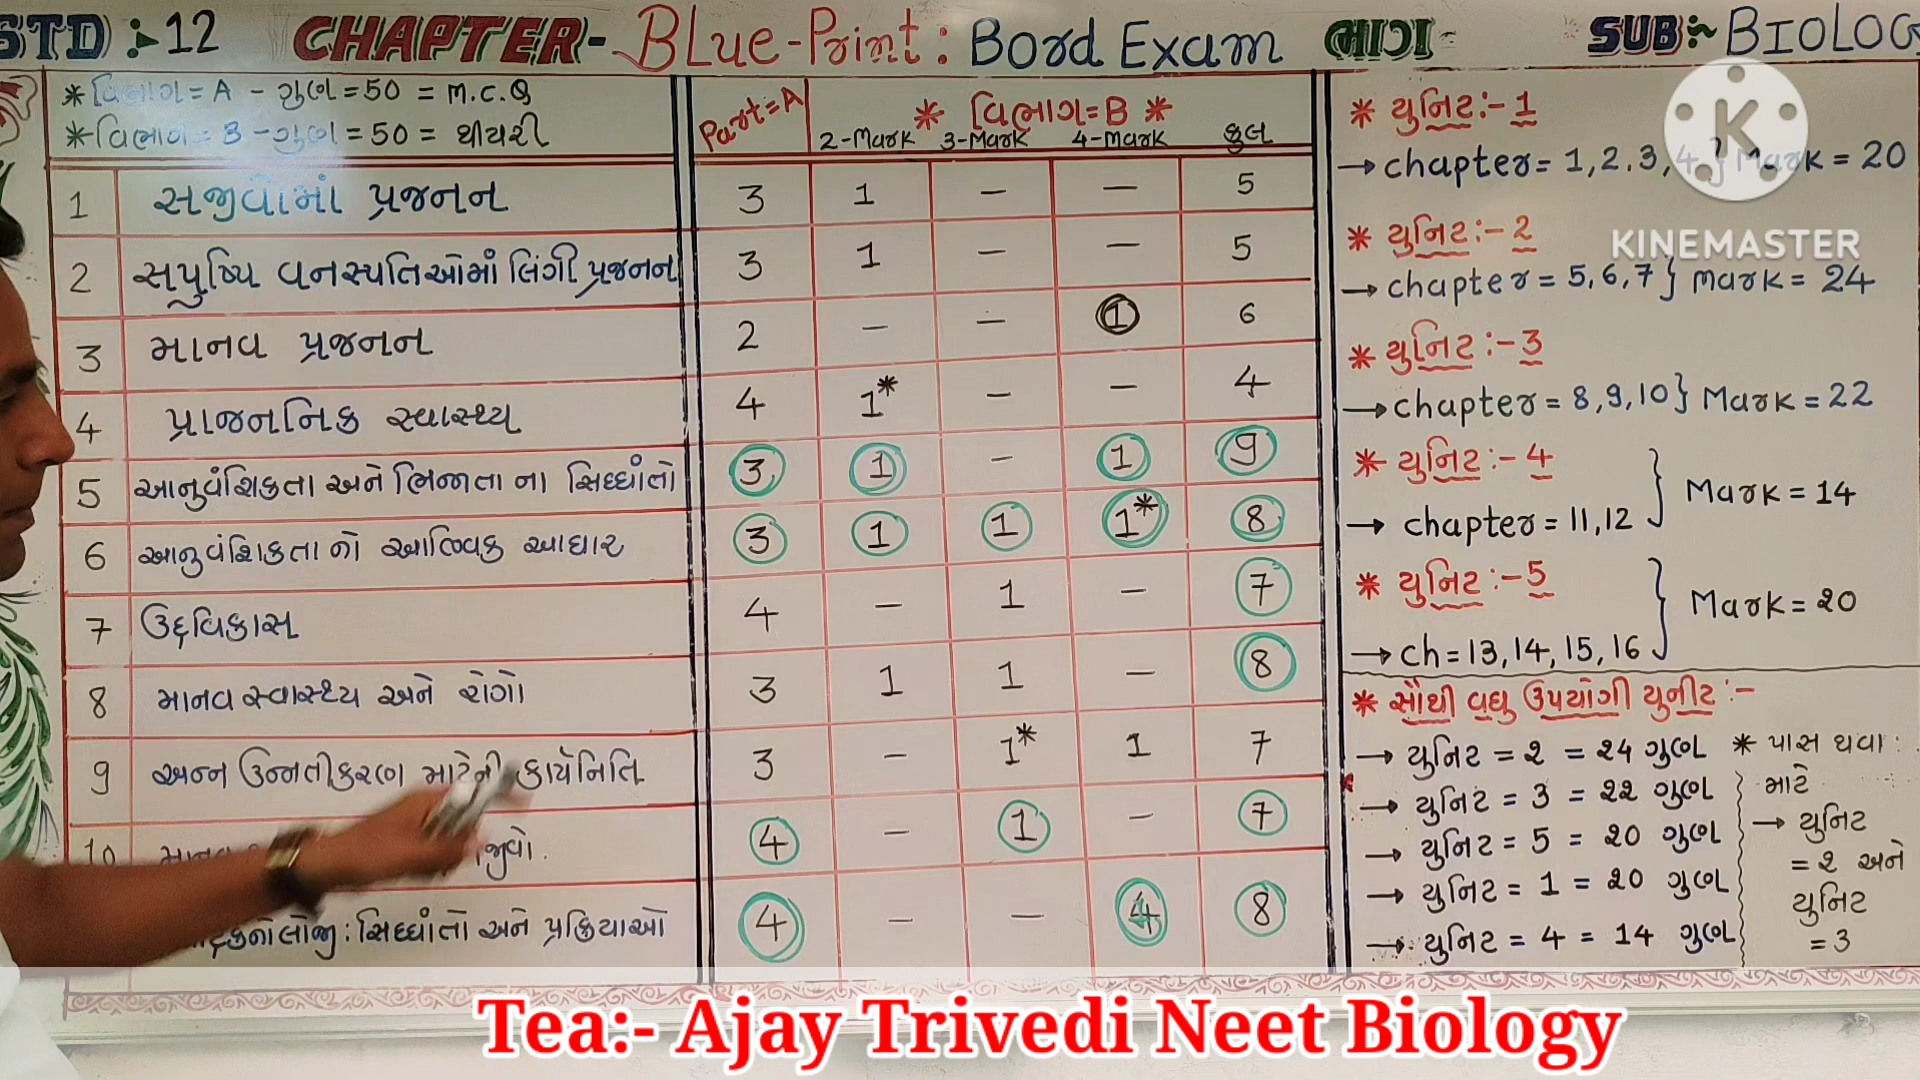 STD :- 12 CHAPTER- BLue-Print: Bord Exam ભાગ:- SUB:~ BIOLOG
* વિભાગ = A - ગુણ = 50 = M.C.Q
* વિભાગ = B - ગુણ = 50 = થીયરી
Part=A * વિભાગ=B *
2-Mark 3-Mark 4-Mark કુલ
1 સજીવોમાં પ્રજનન 3 1 — — 5
2 સપુષ્પિ વનસ્પતિઓમાં લિંગી પ્રજનન 3 1 — — 5
3 માનવ પ્રજનન 2 — — 1 6
4 પ્રાજનનિક સ્વાસ્થ્ય 4 1* — — 4
5 આનુવંશિકતા અને ભિન્નતા ના સિધ્ધાંતો 3 1 — 1 9
6 આનુવંશિકતા નો આણ્વિક આધાર 3 1 1 1* 8
7 ઉદ્દવિકાસ 4 — 1 — 7
8 માનવ સ્વાસ્થ્ય અને રોગો 3 1 1 — 8
9 અન્ન ઉન્નતીકરણ માટેની કાર્યનિતિ 3 — 1* 1 7
10 માનવ જીવો. 4 — 1 — 7
સિધ્ધાંતો અને પ્રક્રિયાઓ 4 — — 4 8
* યુનિટ:- 1
→ chapter = 1,2.3,4} Mark = 20
* યુનિટ:- 2
→ chapter = 5,6,7} Mark = 24
* યુનિટ:- 3
→ chapter = 8,9,10} Mark = 22
* યુનિટ:- 4
→ chapter = 11,12 } Mark = 14
* યુનિટ:- 5
→ ch = 13,14,15,16 } Mark = 20
* સૌથી વધુ ઉપયોગી યુનીટ:-
→ યુનિટ = 2 = 24 ગુણ
→ યુનિટ = 3 = 22 ગુણ
→ યુનિટ = 5 = 20 ગુણ
→ યુનિટ = 1 = 20 ગુણ
→ યુનિટ = 4 = 14 ગુણ
* પાસ થવા:
માટે
→ યુનિટ
= 2 અને
યુનિટ
= 3
K
KINEMASTER
Tea:- Ajay Trivedi Neet Biology